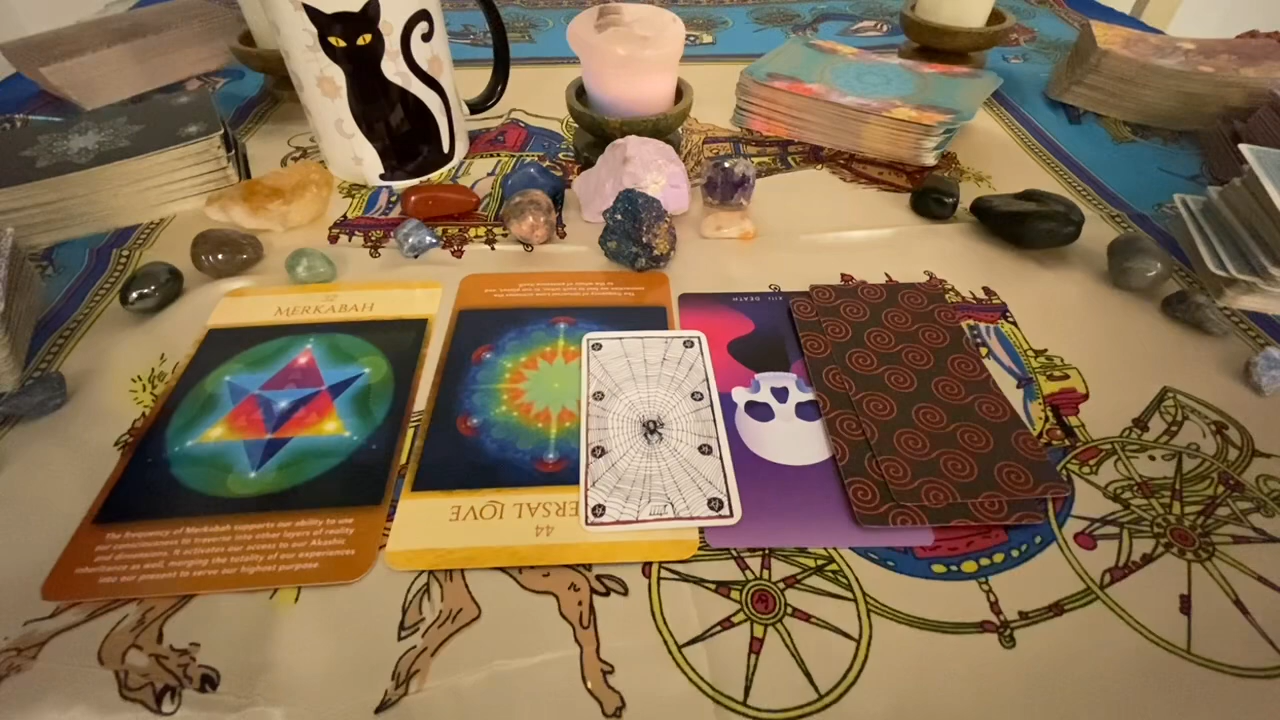 MERKABAH
The frequency of Merkabah supports our ability to use
our consciousness to traverse into other layers of reality
and dimensions. It activates our access to our Akashic
inheritance as well, merging the totality of our experiences
into our present to serve our highest purpose.
ERSAL LOVE
44
XIII DEATH